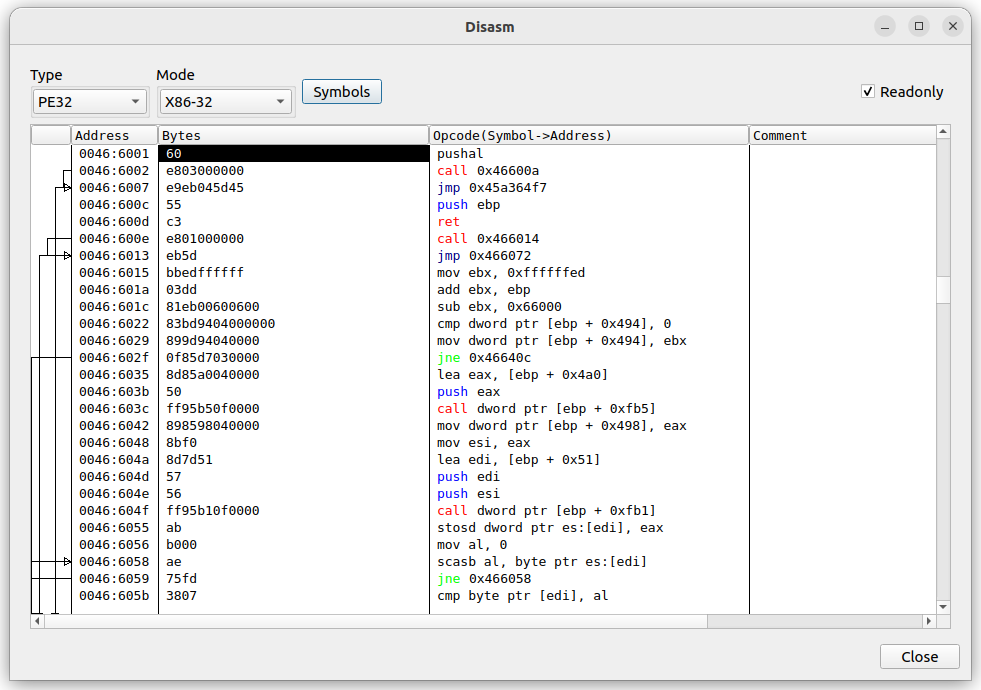 Disasm
Type Mode
PE32 X86-32 Symbols Readonly
Address Bytes Opcode(Symbol->Address) Comment
0046:6001 60 pushal
0046:6002 e803000000 call 0x46600a
0046:6007 e9eb045d45 jmp 0x45a364f7
0046:600c 55 push ebp
0046:600d c3 ret
0046:600e e801000000 call 0x466014
0046:6013 eb5d jmp 0x466072
0046:6015 bbedffffff mov ebx, 0xffffffed
0046:601a 03dd add ebx, ebp
0046:601c 81eb00600600 sub ebx, 0x66000
0046:6022 83bd9404000000 cmp dword ptr [ebp + 0x494], 0
0046:6029 899d94040000 mov dword ptr [ebp + 0x494], ebx
0046:602f 0f85d7030000 jne 0x46640c
0046:6035 8d85a0040000 lea eax, [ebp + 0x4a0]
0046:603b 50 push eax
0046:603c ff95b50f0000 call dword ptr [ebp + 0xfb5]
0046:6042 898598040000 mov dword ptr [ebp + 0x498], eax
0046:6048 8bf0 mov esi, eax
0046:604a 8d7d51 lea edi, [ebp + 0x51]
0046:604d 57 push edi
0046:604e 56 push esi
0046:604f ff95b10f0000 call dword ptr [ebp + 0xfb1]
0046:6055 ab stosd dword ptr es:[edi], eax
0046:6056 b000 mov al, 0
0046:6058 ae scasb al, byte ptr es:[edi]
0046:6059 75fd jne 0x466058
0046:605b 3807 cmp byte ptr [edi], al
Close